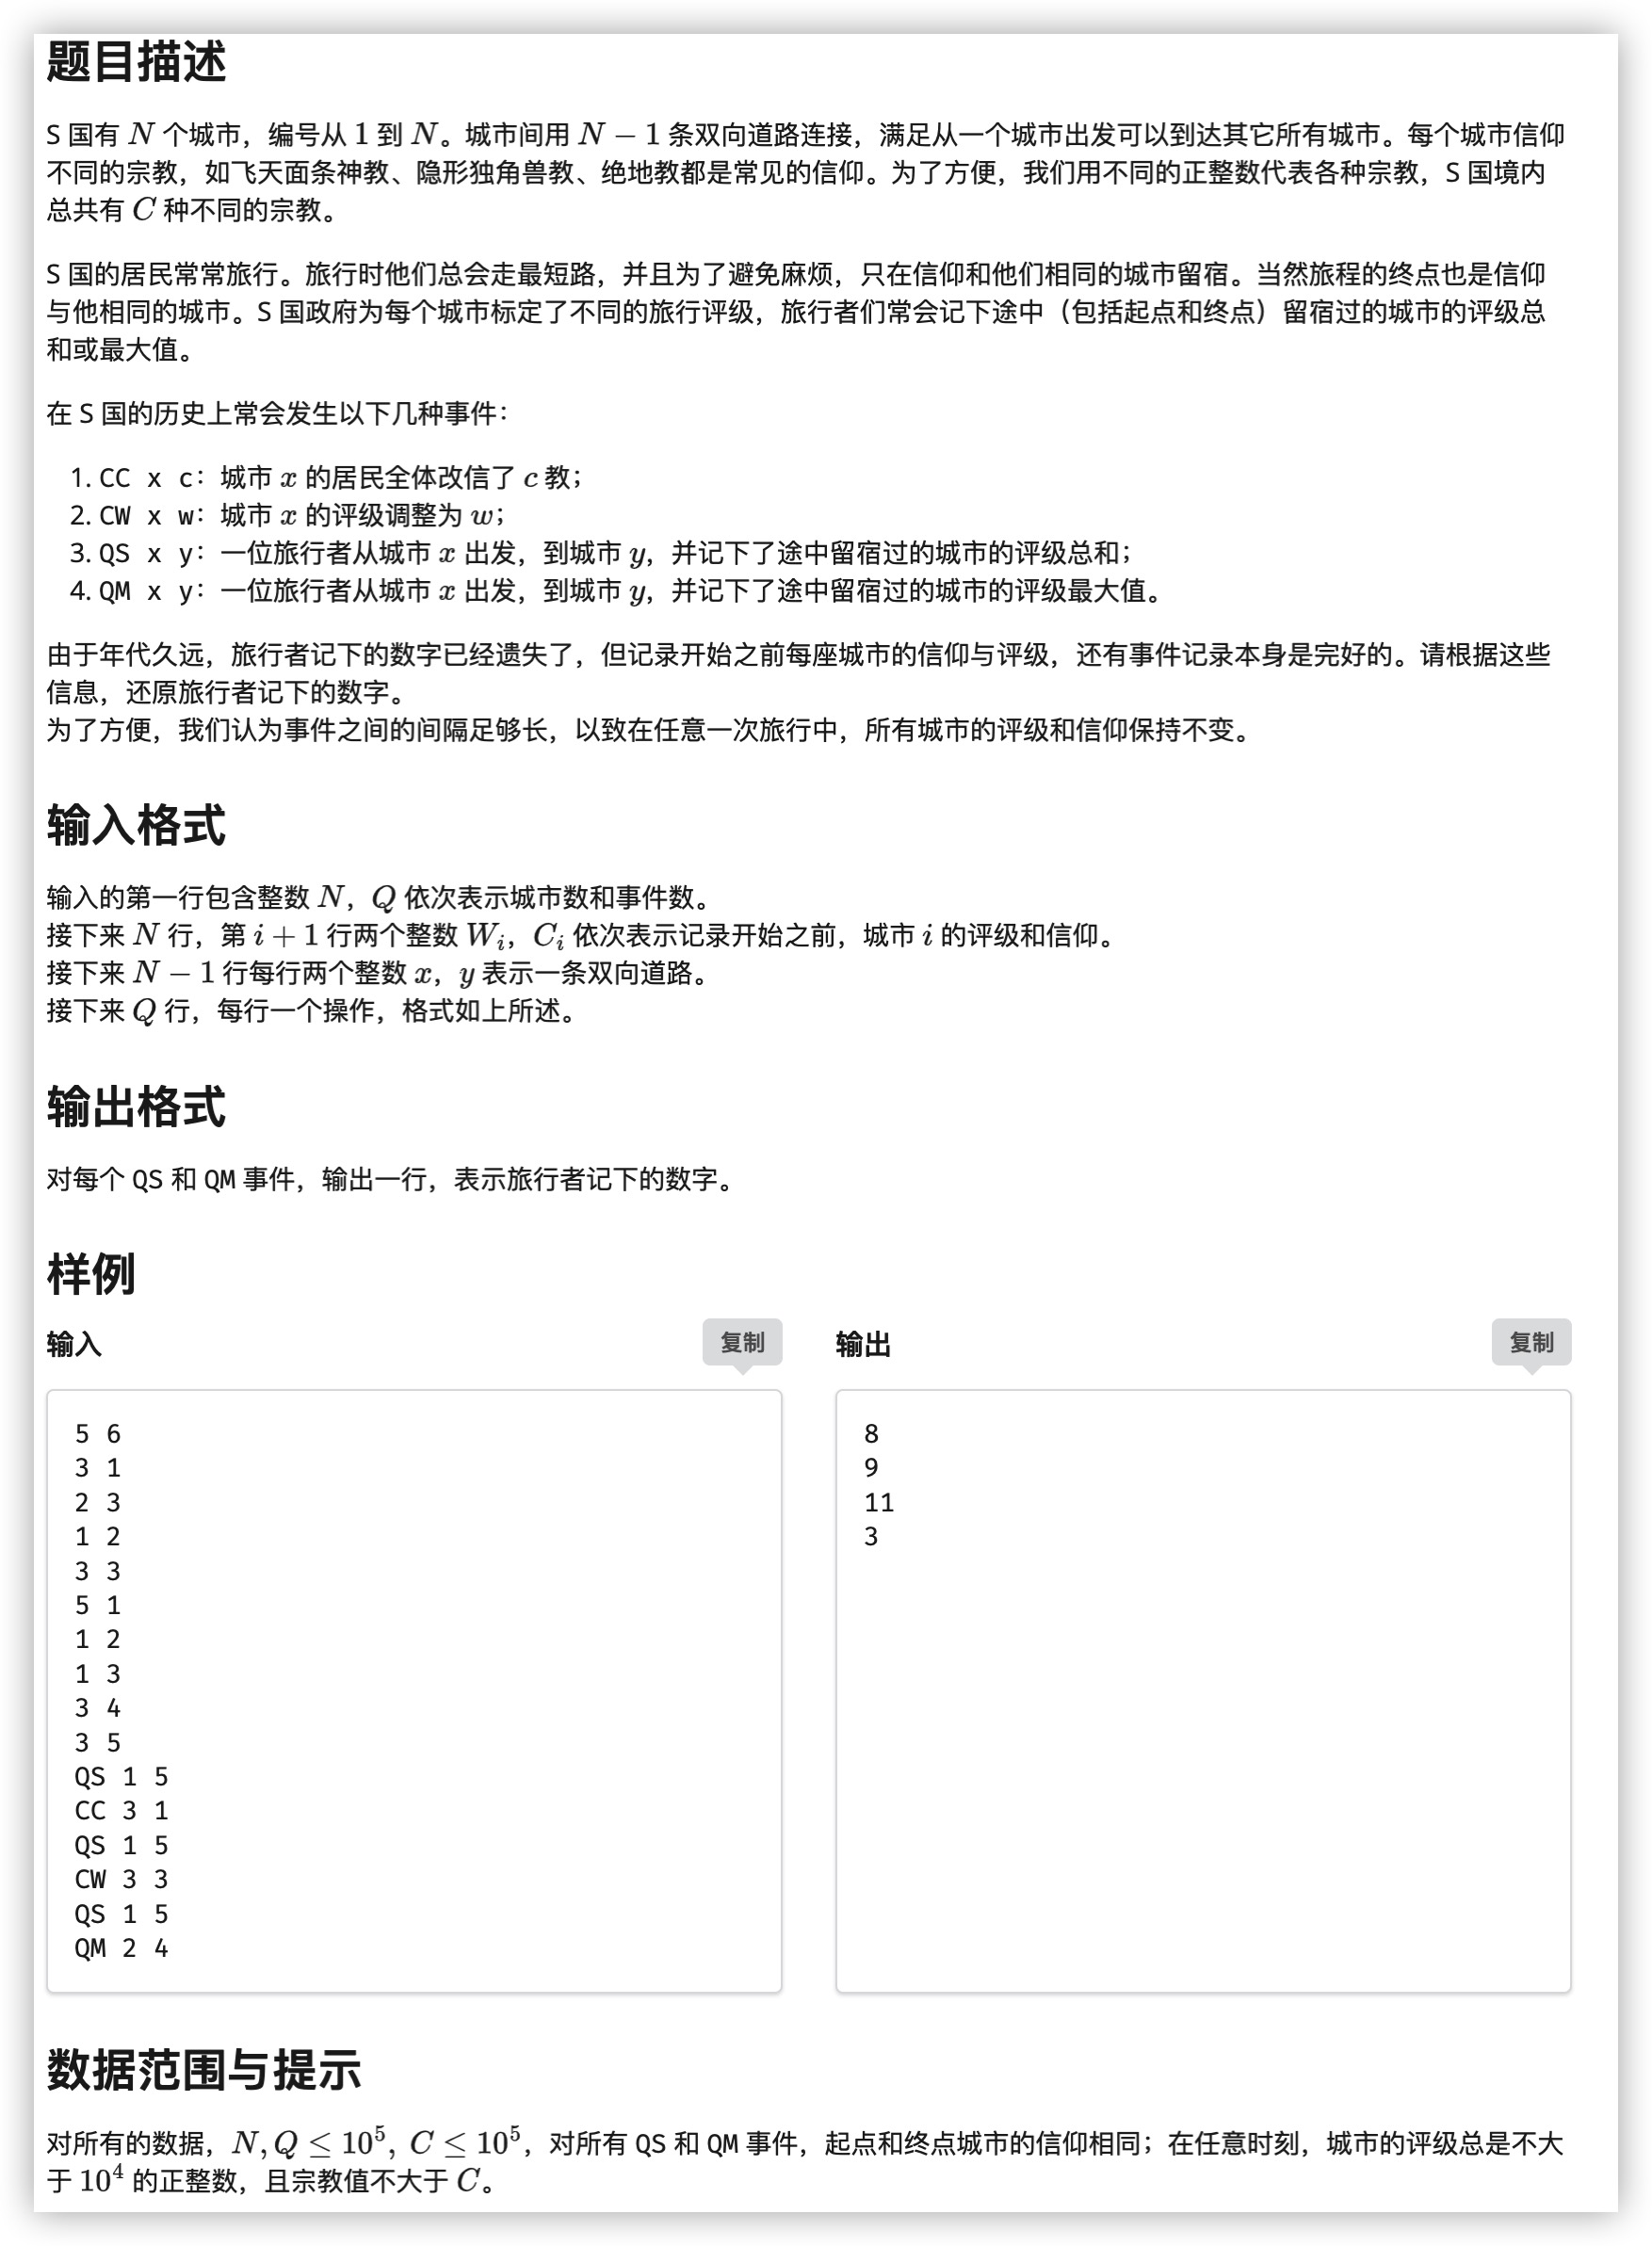 题目描述
S 国有 N 个城市，编号从 1 到 N。城市间用 N − 1 条双向道路连接，满足从一个城市出发可以到达其它所有城市。每个城市信仰
不同的宗教，如飞天面条神教、隐形独角兽教、绝地教都是常见的信仰。为了方便，我们用不同的正整数代表各种宗教，S 国境内
总共有 C 种不同的宗教。
S 国的居民常常旅行。旅行时他们总会走最短路，并且为了避免麻烦，只在信仰和他们相同的城市留宿。当然旅程的终点也是信仰
与他相同的城市。S 国政府为每个城市标定了不同的旅行评级，旅行者们常会记下途中（包括起点和终点）留宿过的城市的评级总
和或最大值。
在 S 国的历史上常会发生以下几种事件：
1. CC x c：城市 x 的居民全体改信了 c 教；
2. CW x w：城市 x 的评级调整为 w；
3. QS x y：一位旅行者从城市 x 出发，到城市 y，并记下了途中留宿过的城市的评级总和；
4. QM x y：一位旅行者从城市 x 出发，到城市 y，并记下了途中留宿过的城市的评级最大值。
由于年代久远，旅行者记下的数字已经遗失了，但记录开始之前每座城市的信仰与评级，还有事件记录本身是完好的。请根据这些
信息，还原旅行者记下的数字。
为了方便，我们认为事件之间的间隔足够长，以致在任意一次旅行中，所有城市的评级和信仰保持不变。
输入格式
输入的第一行包含整数 N，Q 依次表示城市数和事件数。
接下来 N 行，第 i + 1 行两个整数 W_i，C_i 依次表示记录开始之前，城市 i 的评级和信仰。
接下来 N − 1 行每行两个整数 x，y 表示一条双向道路。
接下来 Q 行，每行一个操作，格式如上所述。
输出格式
对每个 QS 和 QM 事件，输出一行，表示旅行者记下的数字。
样例
输入 复制
5 6
3 1
2 3
1 2
3 3
5 1
1 2
1 3
3 4
3 5
QS 1 5
CC 3 1
QS 1 5
CW 3 3
QS 1 5
QM 2 4
输出 复制
8
9
11
3
数据范围与提示
对所有的数据，N, Q ≤ 10^5, C ≤ 10^5，对所有 QS 和 QM 事件，起点和终点城市的信仰相同；在任意时刻，城市的评级总是不大
于 10^4 的正整数，且宗教值不大于 C。